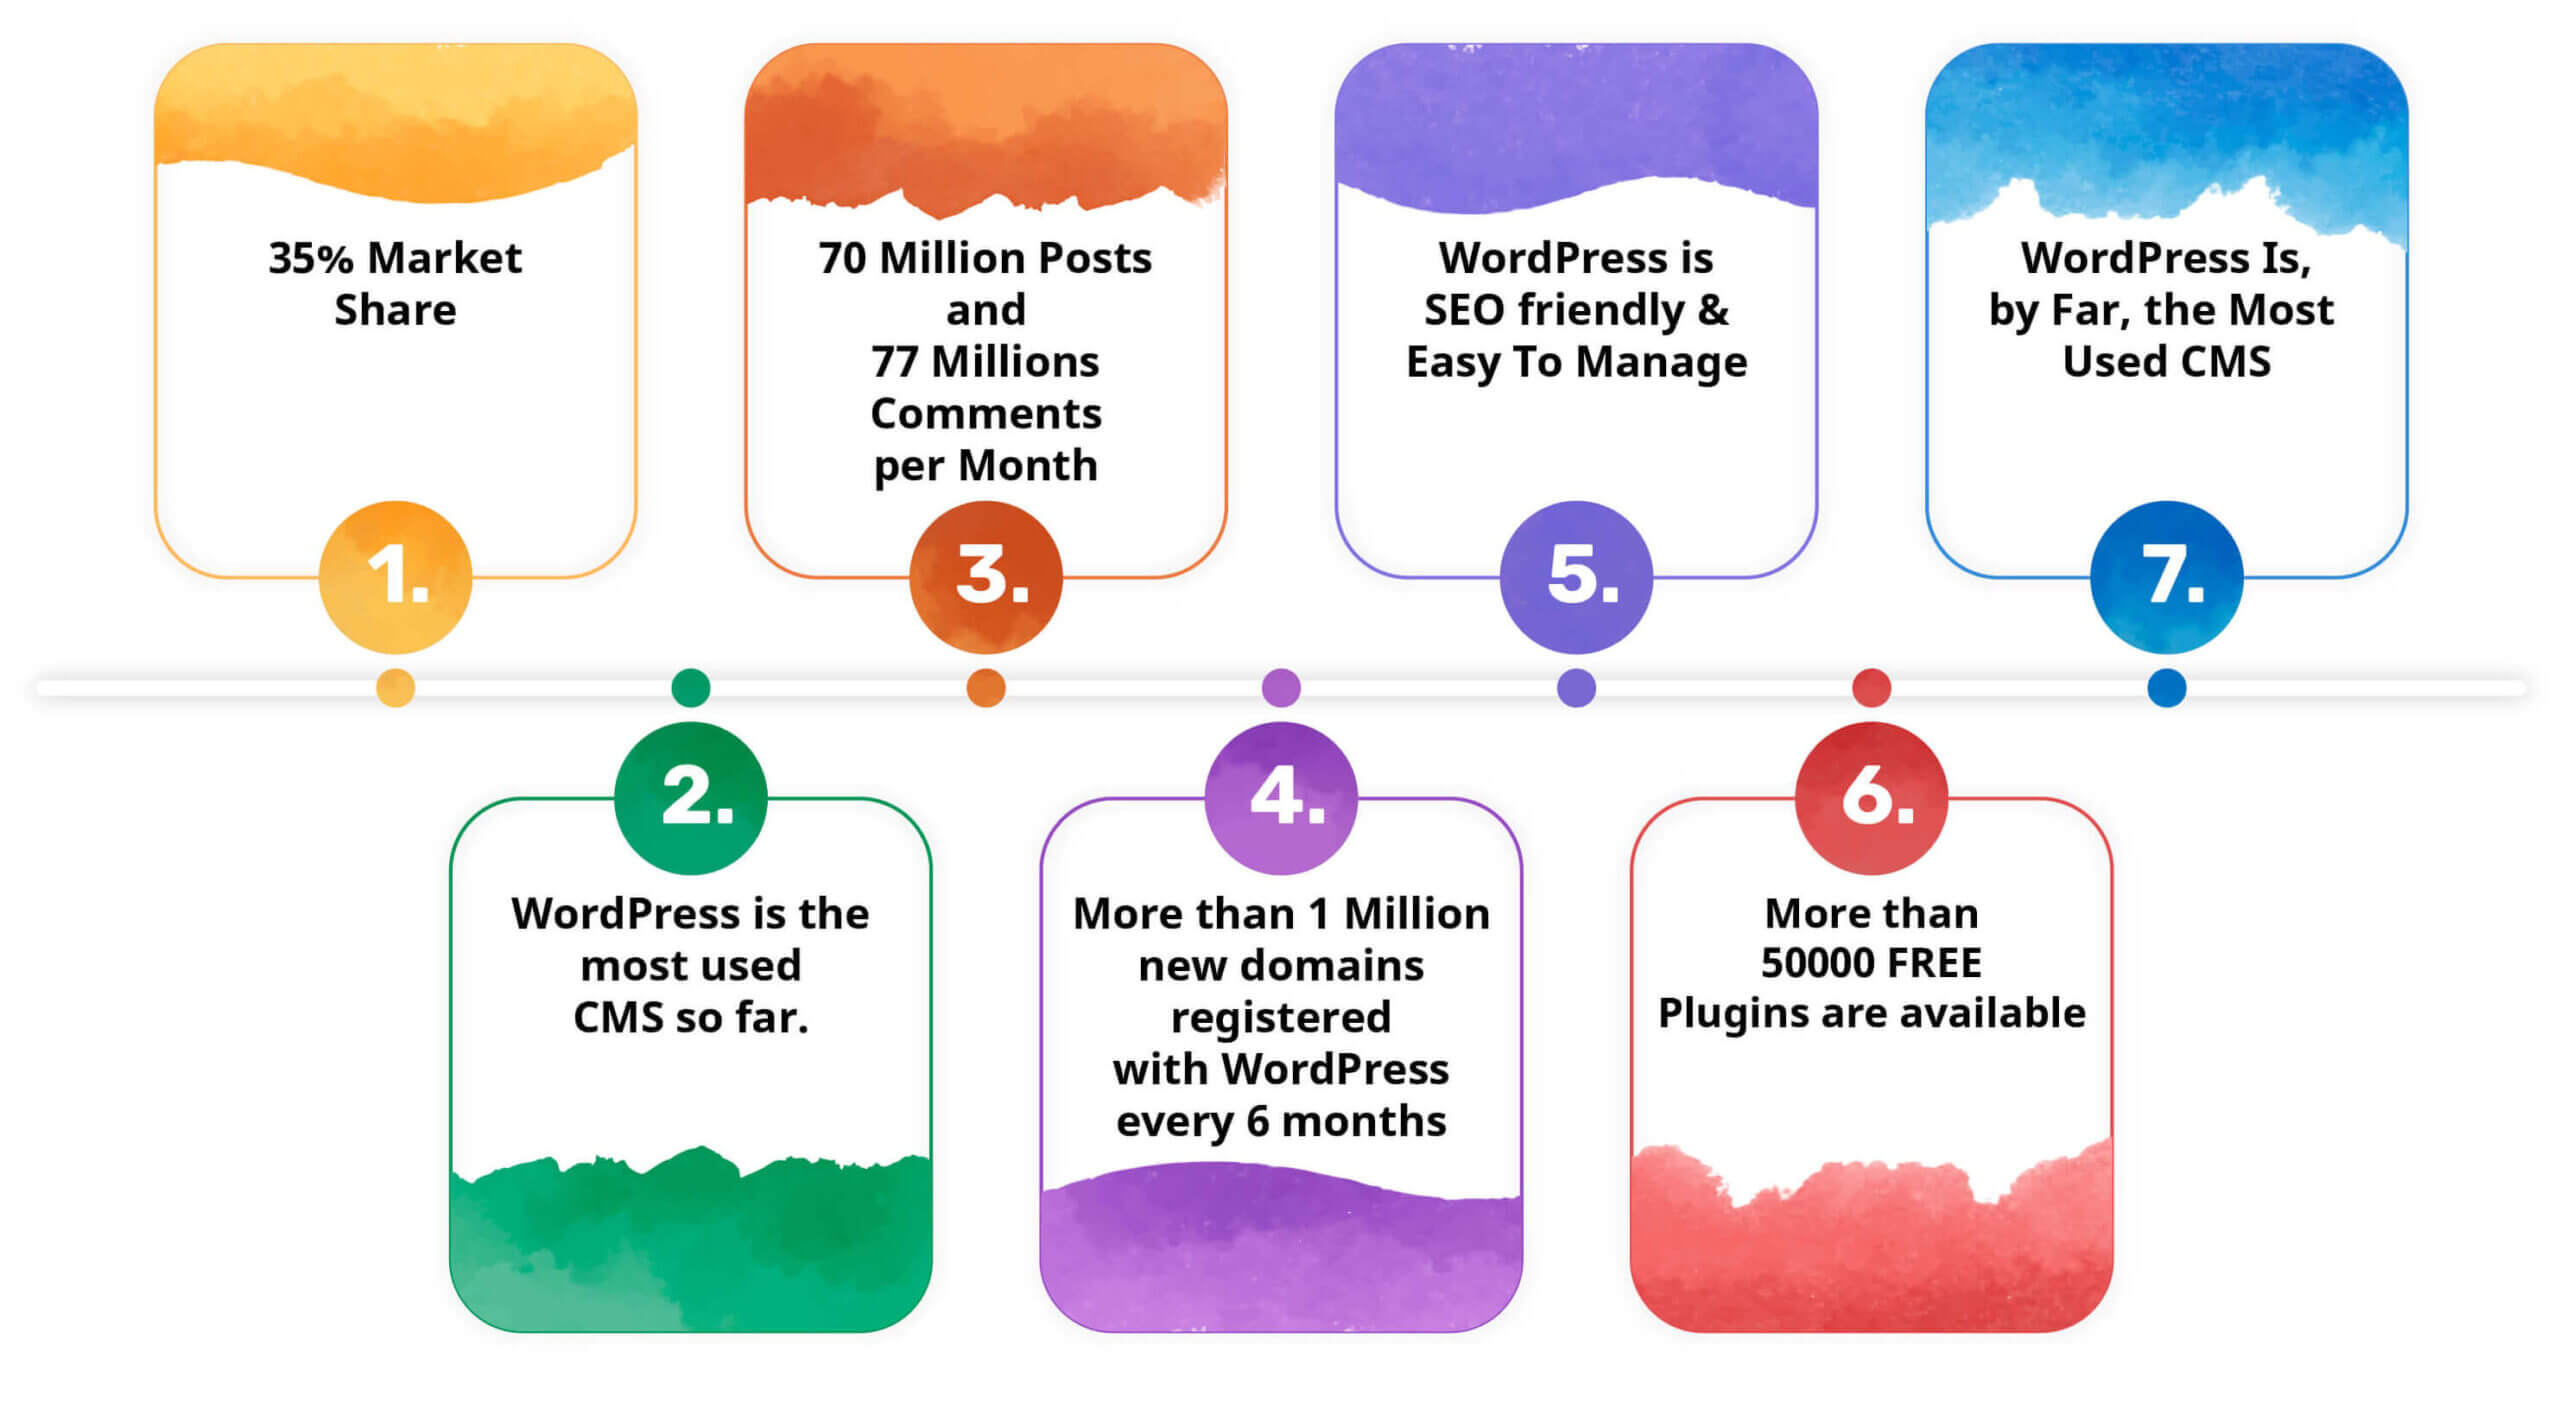 35% Market
Share
1.
WordPress is the
most used
CMS so far.
2.
70 Million Posts
and
77 Millions
Comments
per Month
3.
More than 1 Million
new domains
registered
with WordPress
every 6 months
4.
WordPress is
SEO friendly &
Easy To Manage
5.
More than
50000 FREE
Plugins are available
6.
WordPress Is,
by Far, the Most
Used CMS
7.